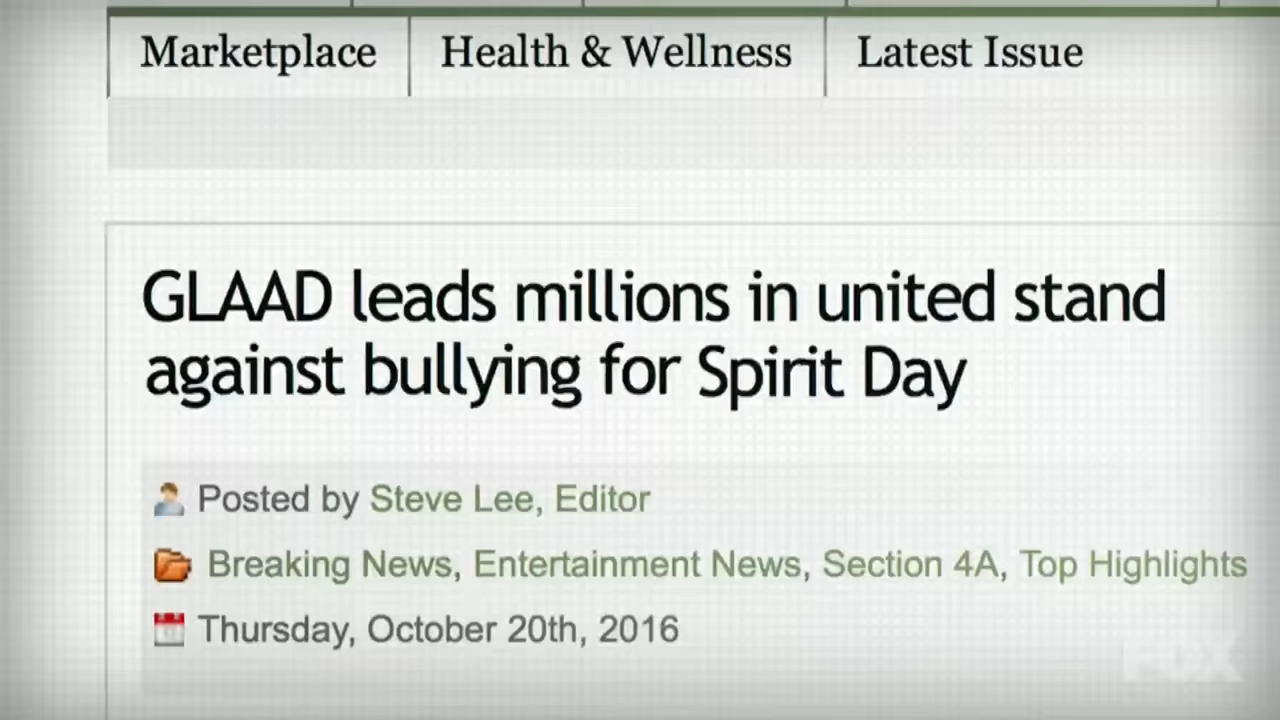 Marketplace
Health & Wellness
Latest Issue
GLAAD leads millions in united stand
against bullying for Spirit Day
Posted by Steve Lee, Editor
Breaking News, Entertainment News, Section 4A, Top Highlights
Thursday, October 20th, 2016
FOX